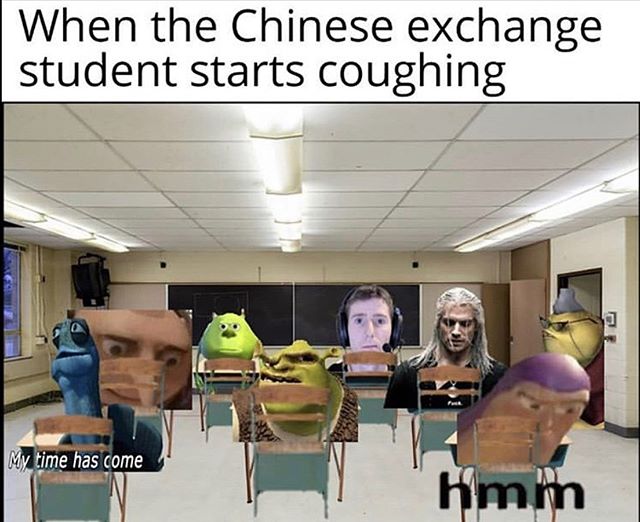 When the Chinese exchange
student starts coughing
My time has come
hmm